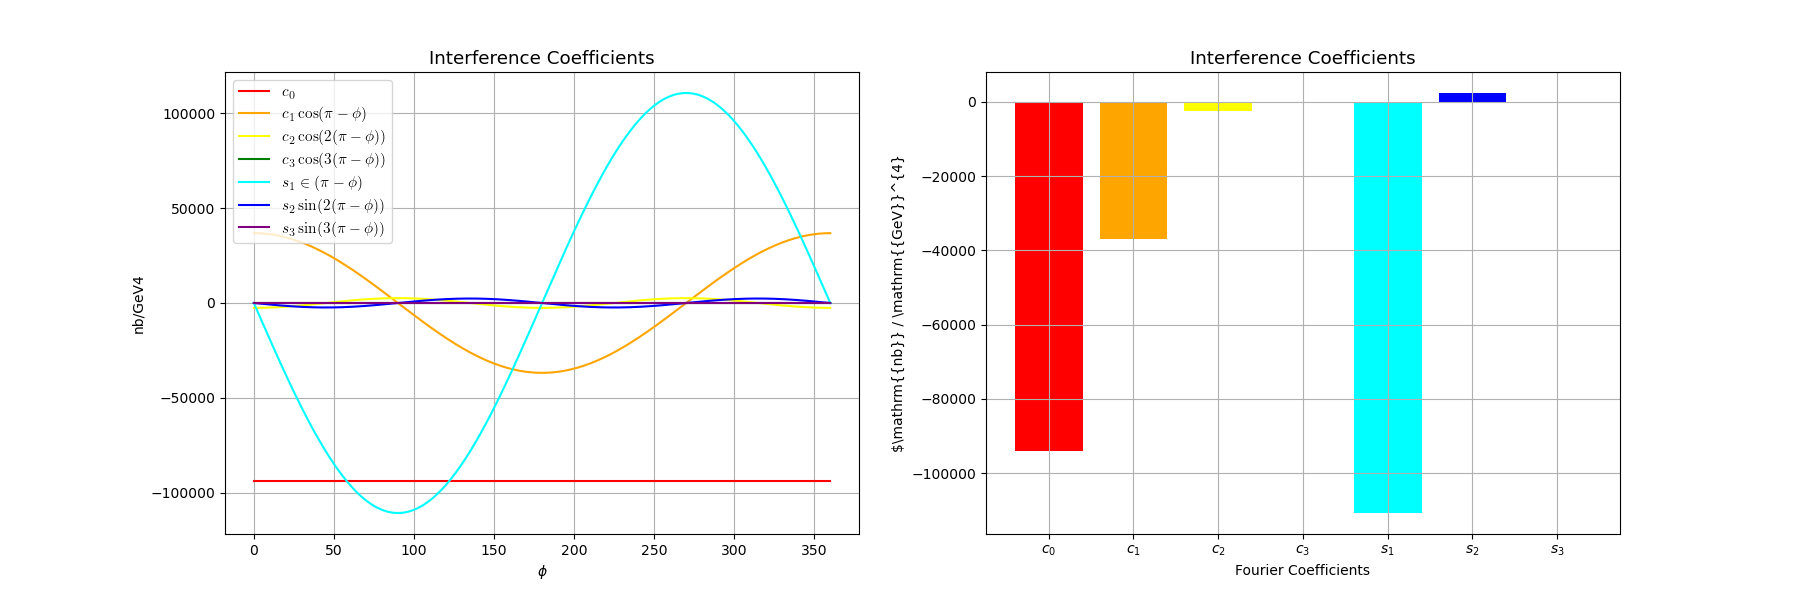 Interference Coefficients
c₀
c₁ cos(π − ϕ)
c₂ cos(2(π − ϕ))
c₃ cos(3(π − ϕ))
s₁ ∈ (π − ϕ)
s₂ sin(2(π − ϕ))
s₃ sin(3(π − ϕ))
100000
50000
0
−50000
−100000
nb/GeV4
0 50 100 150 200 250 300 350
ϕ
Interference Coefficients
0
−20000
−40000
−60000
−80000
−100000
$\mathrm{{nb}} / \mathrm{{GeV}}^{4}
c₀ c₁ c₂ c₃ s₁ s₂ s₃
Fourier Coefficients